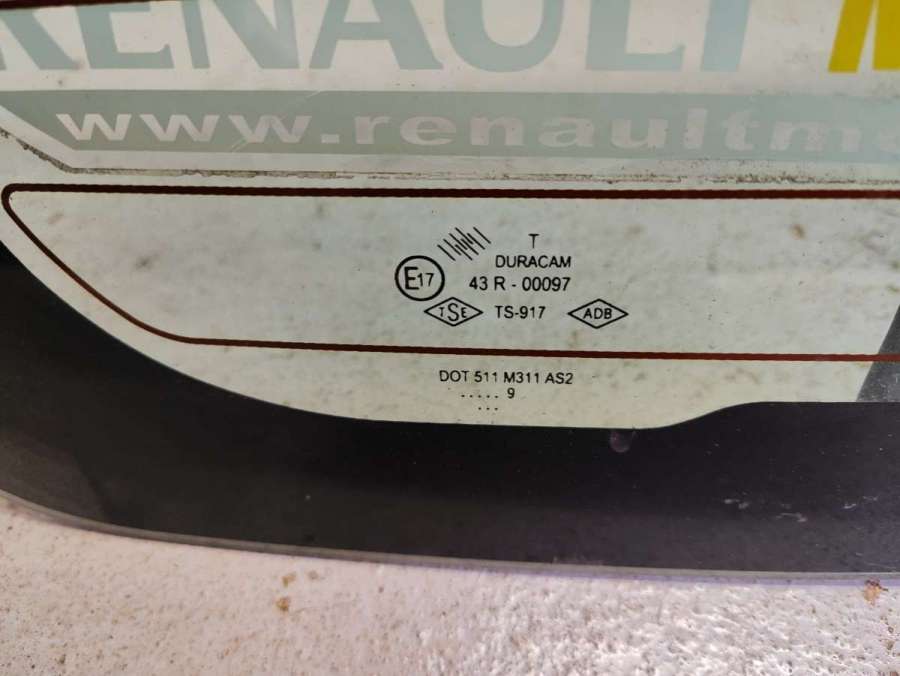 RENAULT M
www.renaultm
T
DURACAM
E17 43 R - 00097
TSE TS-917 ADB
DOT 511 M311 AS2
..... 9
...